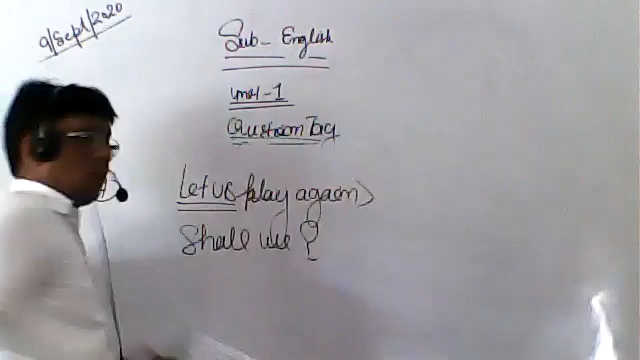 9/Sept/2020
Sub- English
unit-1
Question Tag
Let us play again,
Shall we ?